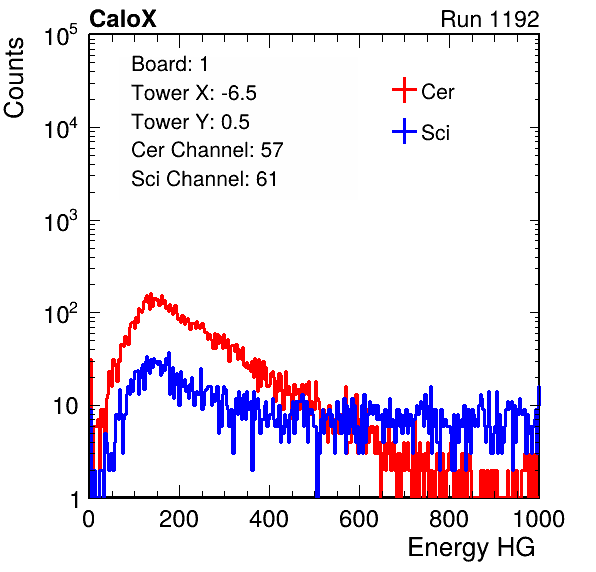 CaloX Run 1192
Counts
10^5
10^4
10^3
10^2
10
1
Board: 1
Tower X: -6.5
Tower Y: 0.5
Cer Channel: 57
Sci Channel: 61
Cer
Sci
0 200 400 600 800 1000
Energy HG